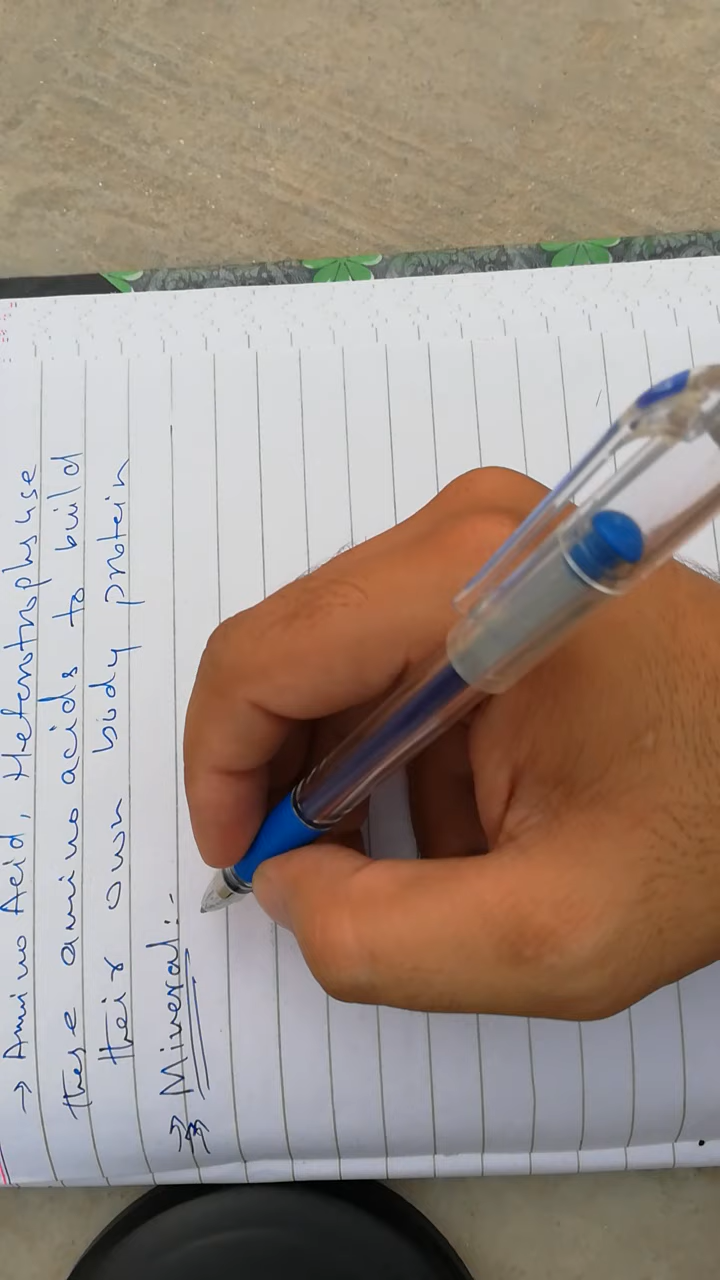 → Amino Acid, Heterotrophs use
these amino acids to build
their own body protein
⇒ Mineral:-